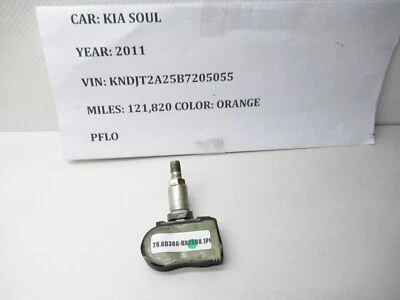 CAR: KIA SOUL
YEAR: 2011
VIN: KNDJT2A25B7205055
MILES: 121,820 COLOR: ORANGE
PFLO